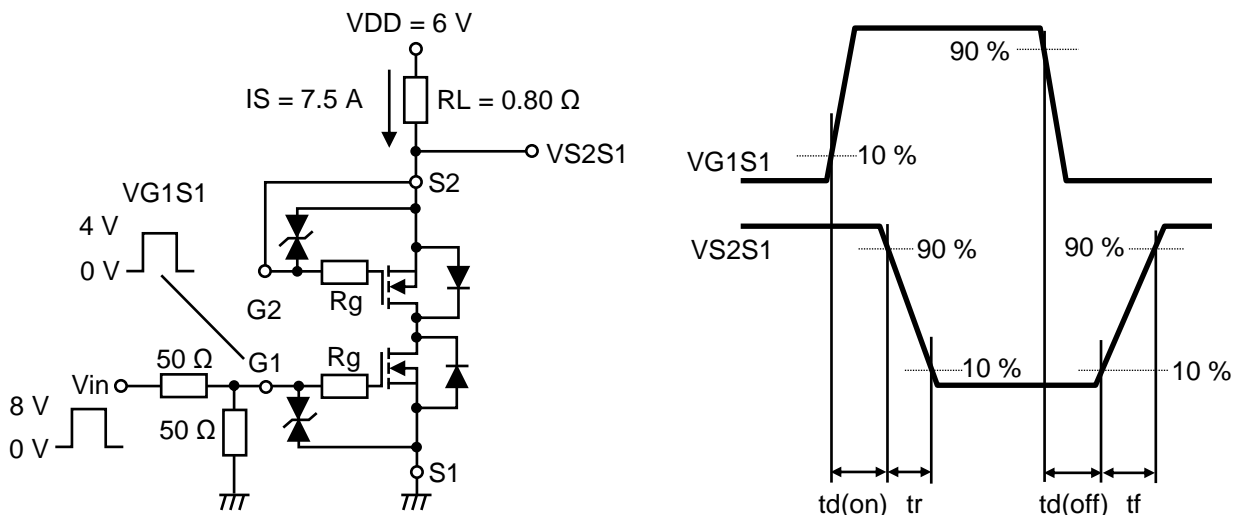 VDD = 6 V
IS = 7.5 A
RL = 0.80 Ω
VS2S1
S2
VG1S1
4 V
0 V
Rg
G2
G1
Rg
50 Ω
Vin
8 V
0 V
50 Ω
S1
90 %
VG1S1
10 %
VS2S1
90 %
90 %
10 %
10 %
td(on) tr
td(off) tf